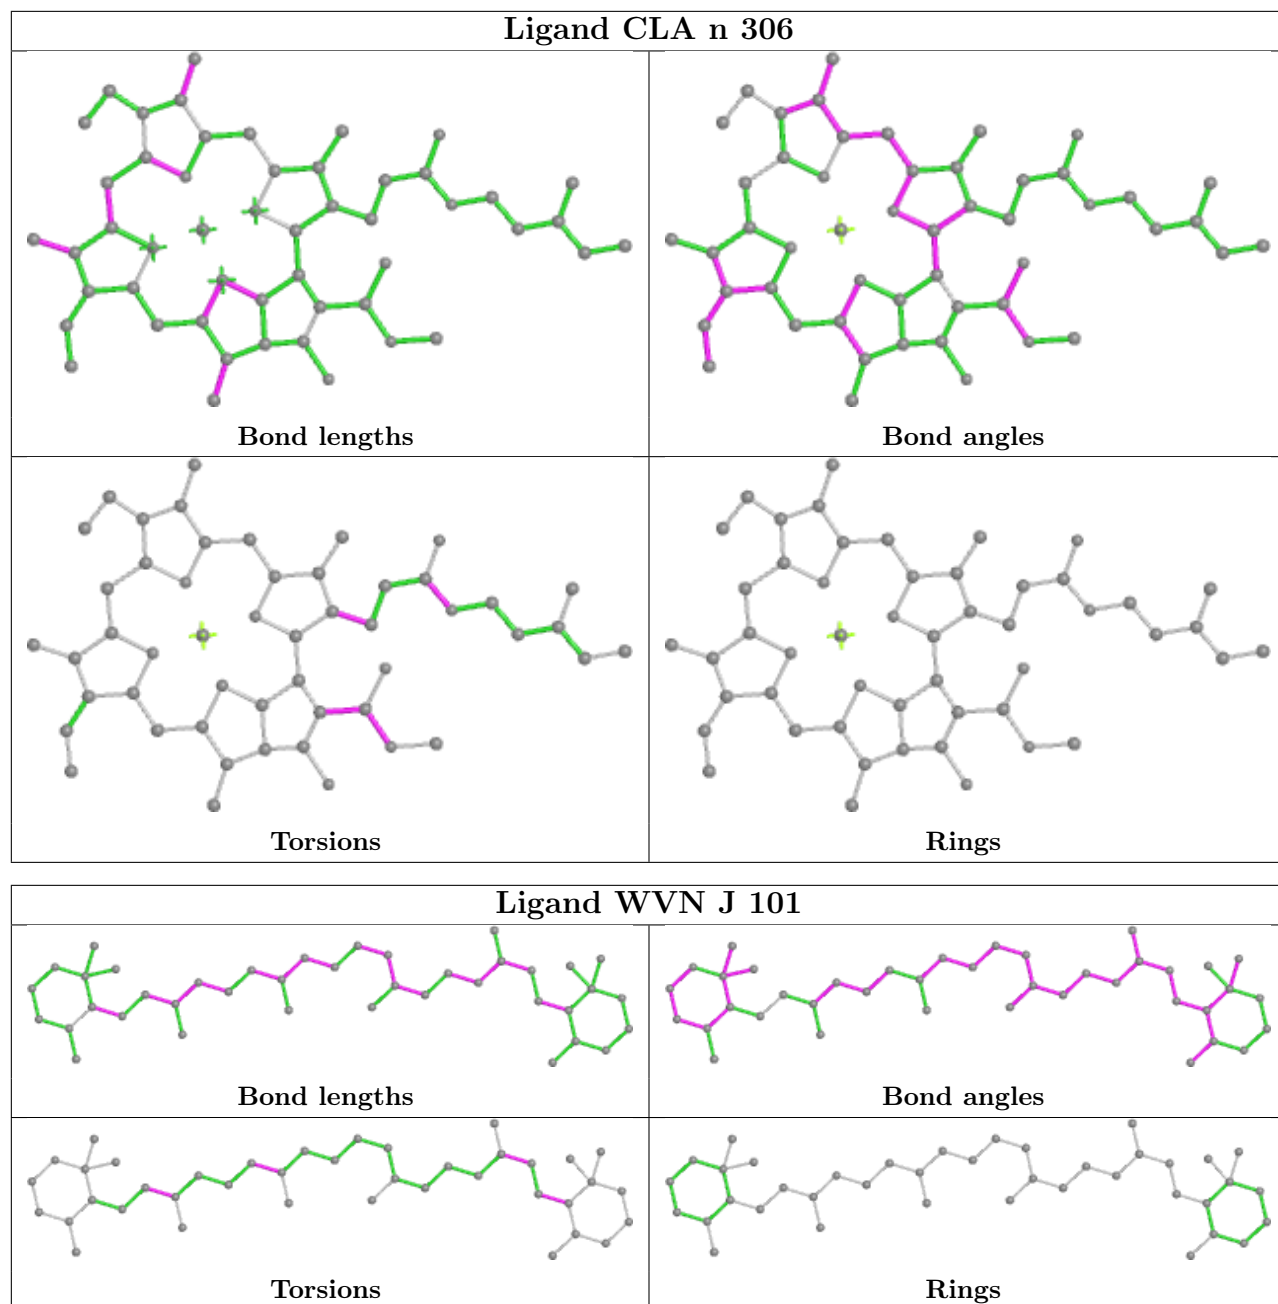 Ligand CLA n 306
Bond lengths
Bond angles
Torsions
Rings
Ligand WVN J 101
Bond lengths
Bond angles
Torsions
Rings